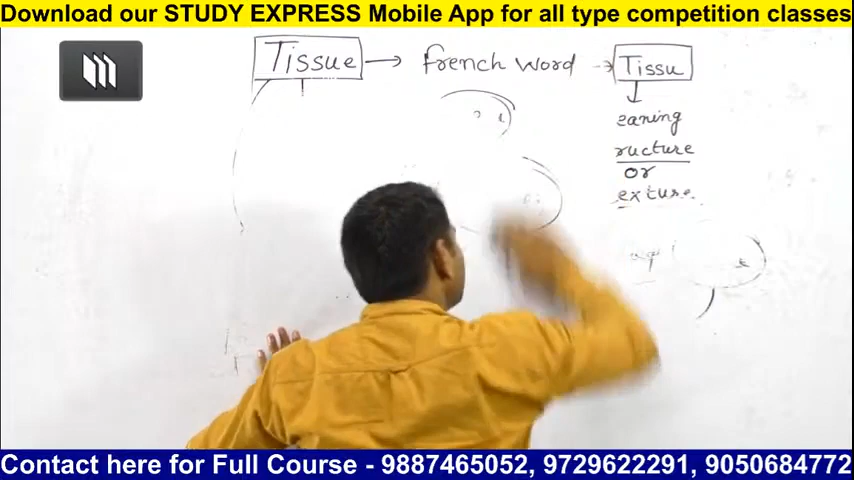 Download our STUDY EXPRESS Mobile App for all type competition classes
Tissue → french word → Tissu
eaning
ructure
or
exture
Contact here for Full Course - 9887465052, 9729622291, 9050684772